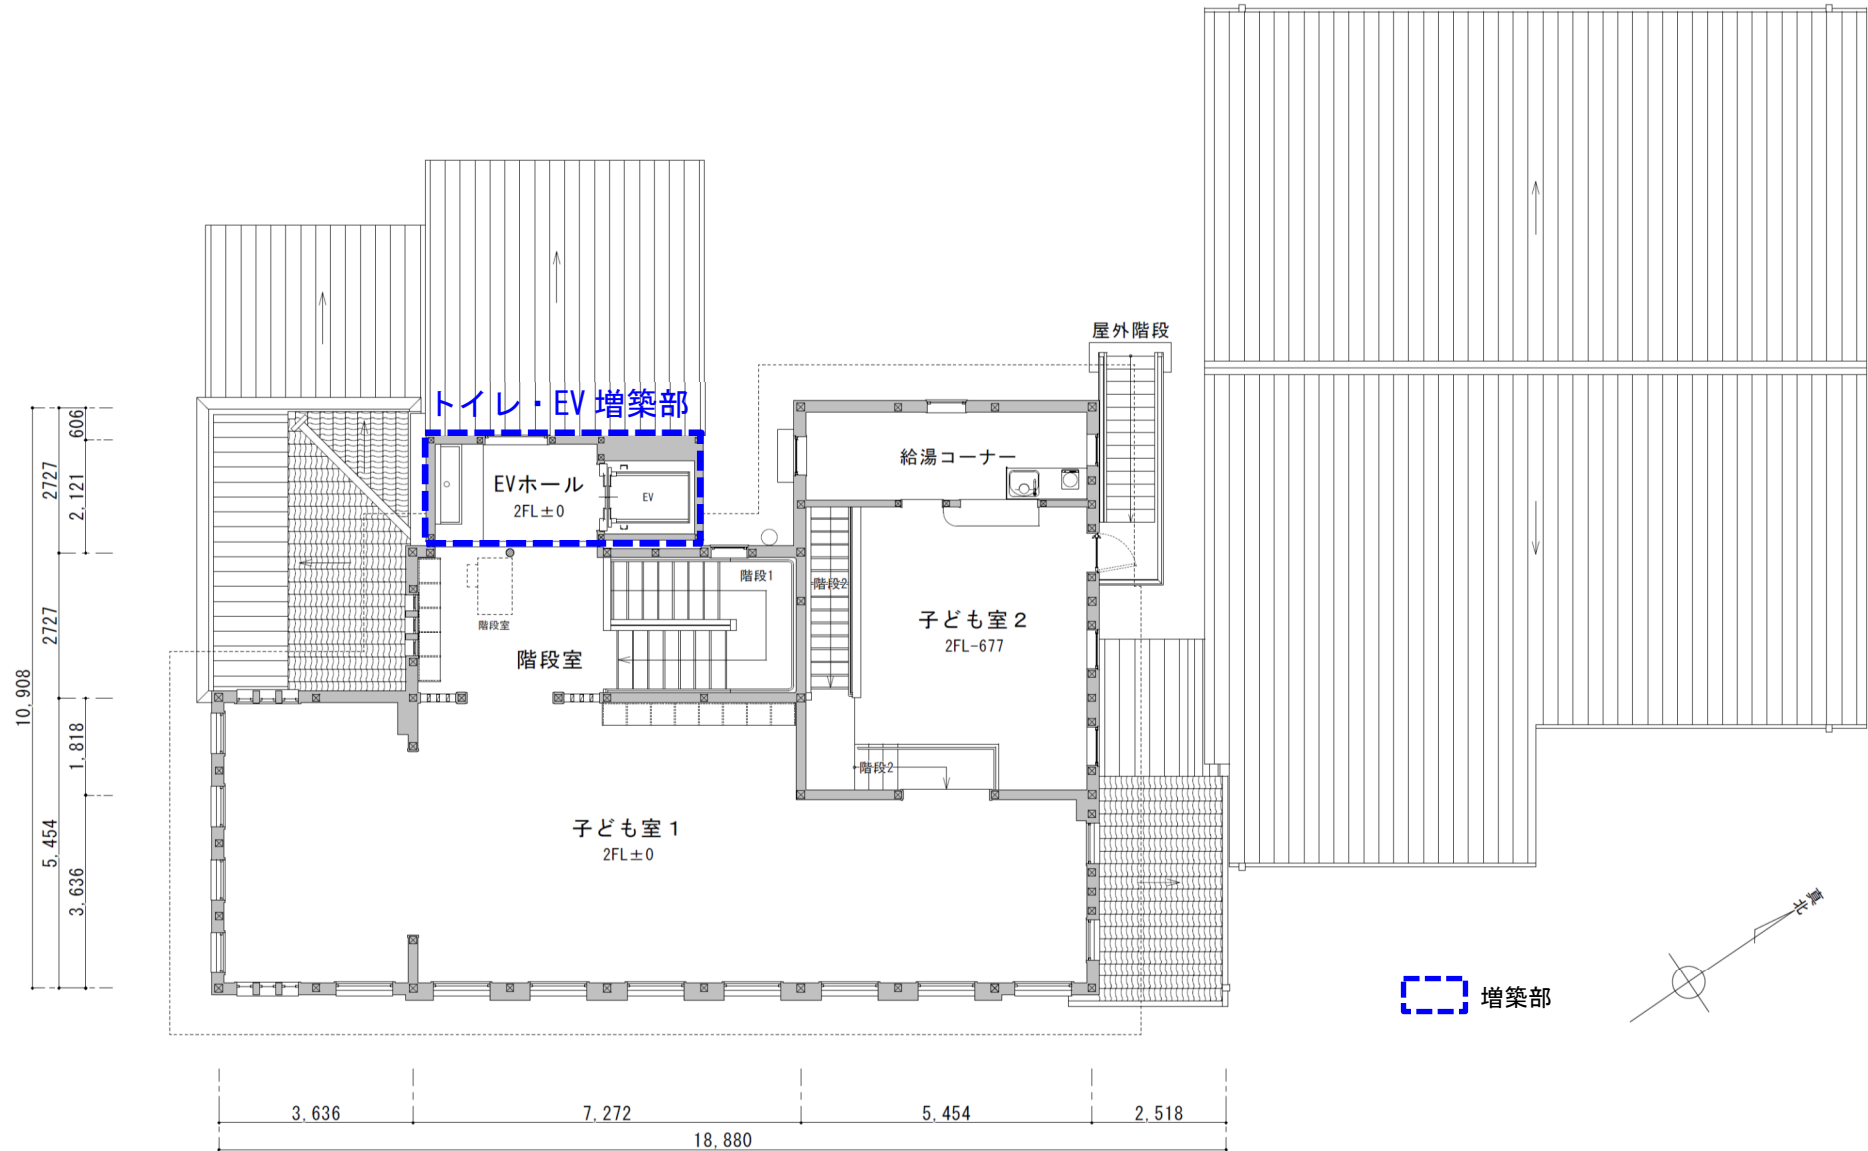 屋外階段
トイレ・EV 増築部
給湯コーナー
EVホール
2FL±0
EV
階段1
階段2
階段室
階段室
子ども室２
2FL-677
階段2
子ども室１
2FL±0
606
2727
2,121
2727
10,908
1,818
5,454
3,636
真北
増築部
3,636
7,272
5,454
2,518
18,880